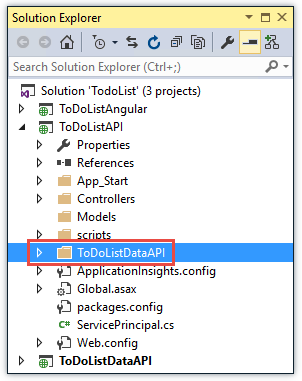 Solution Explorer
Search Solution Explorer (Ctrl+;)
Solution 'TodoList' (3 projects)
ToDoListAngular
ToDoListAPI
Properties
References
App_Start
Controllers
Models
scripts
ToDoListDataAPI
ApplicationInsights.config
Global.asax
packages.config
ServicePrincipal.cs
Web.config
ToDoListDataAPI